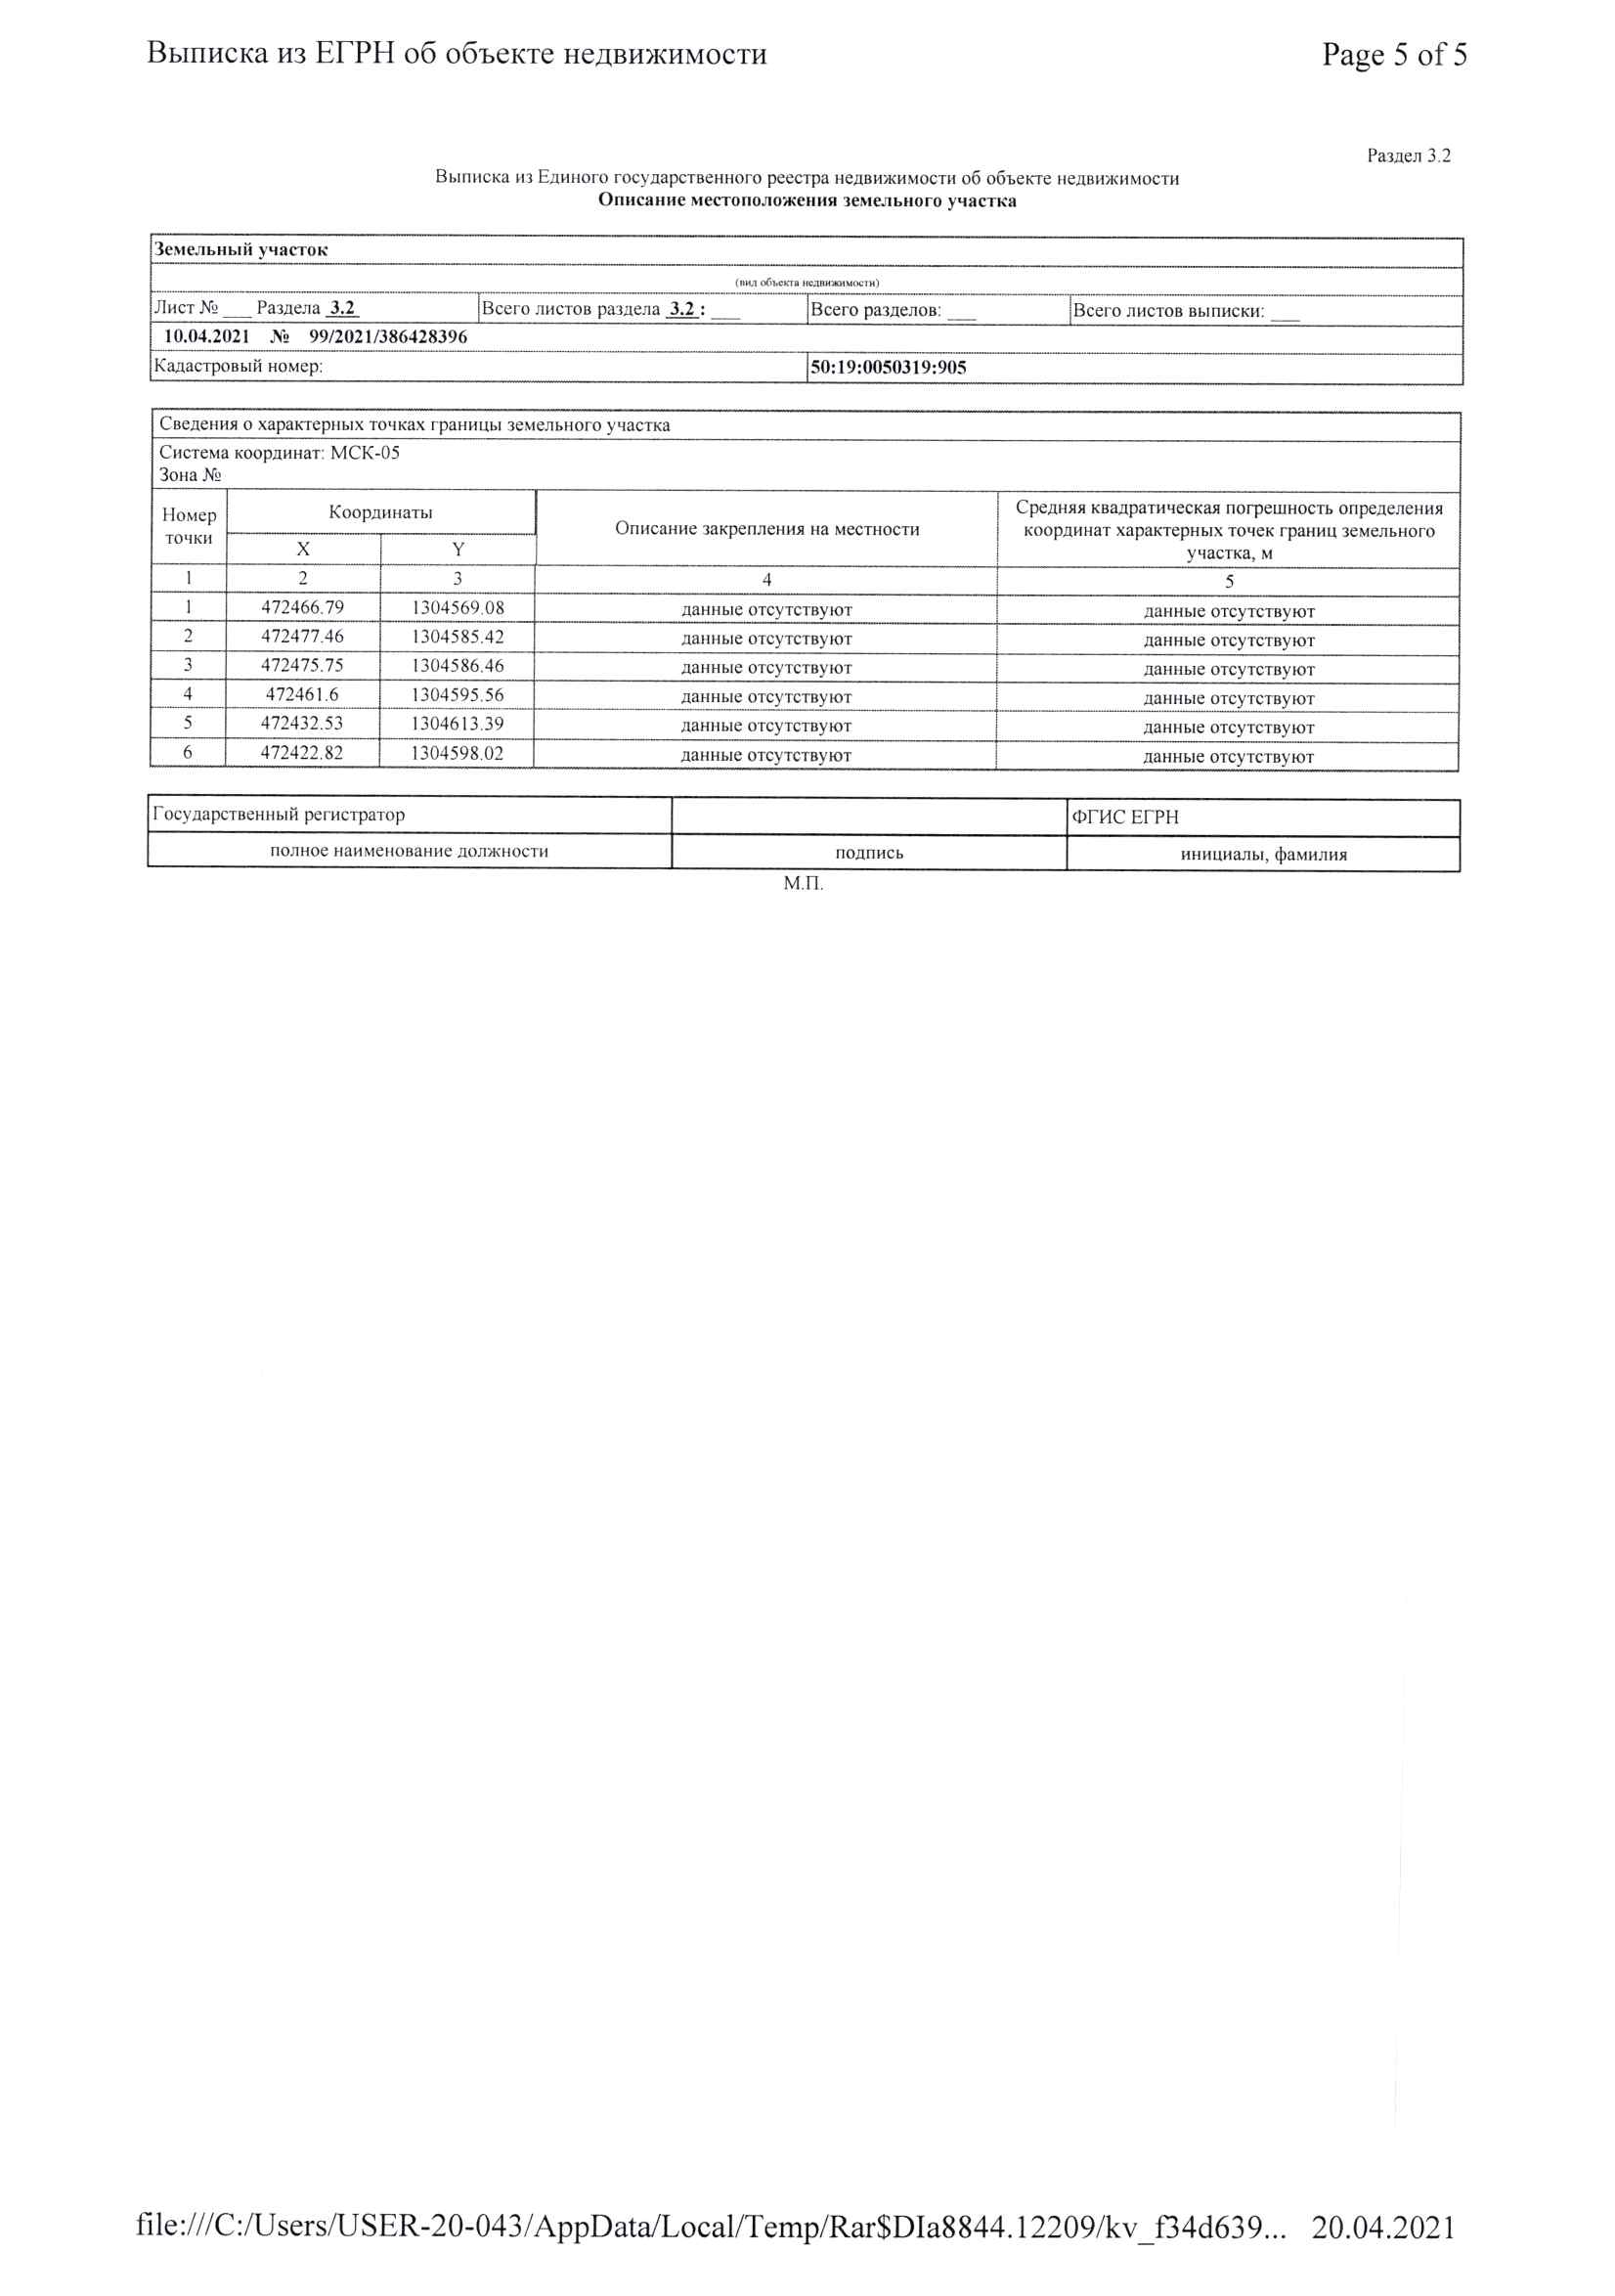 Выписка из ЕГРН об объекте недвижимости Page 5 of 5
Раздел 3.2
Выписка из Единого государственного реестра недвижимости об объекте недвижимости
Описание местоположения земельного участка
Земельный участок
(вид объекта недвижимости)
Лист № ___ Раздела 3.2 Всего листов раздела 3.2 : ___ Всего разделов: ___ Всего листов выписки: ___
10.04.2021 № 99/2021/386428396
Кадастровый номер: 50:19:0050319:905
Сведения о характерных точках границы земельного участка
Система координат: МСК-05
Зона №
Номер точки Координаты Описание закрепления на местности Средняя квадратическая погрешность определения координат характерных точек границ земельного участка, м
X Y
1 2 3 4 5
1 472466.79 1304569.08 данные отсутствуют данные отсутствуют
2 472477.46 1304585.42 данные отсутствуют данные отсутствуют
3 472475.75 1304586.46 данные отсутствуют данные отсутствуют
4 472461.6 1304595.56 данные отсутствуют данные отсутствуют
5 472432.53 1304613.39 данные отсутствуют данные отсутствуют
6 472422.82 1304598.02 данные отсутствуют данные отсутствуют
Государственный регистратор ФГИС ЕГРН
полное наименование должности подпись инициалы, фамилия
М.П.
file:///C:/Users/USER-20-043/AppData/Local/Temp/Rar$DIa8844.12209/kv_f34d639... 20.04.2021